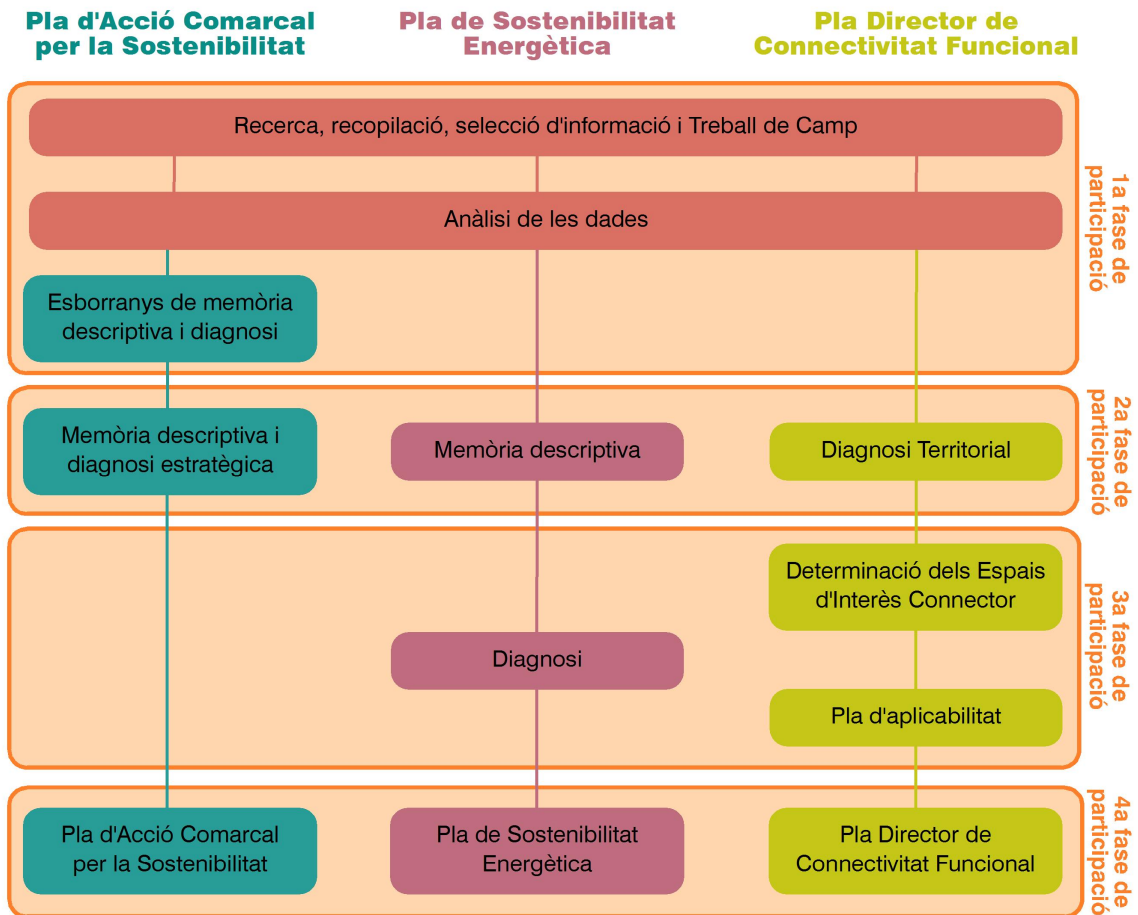 Pla d'Acció Comarcal
per la Sostenibilitat
Pla de Sostenibilitat
Energètica
Pla Director de
Connectivitat Funcional
Recerca, recopilació, selecció d'informació i Treball de Camp
Anàlisi de les dades
Esborranys de memòria
descriptiva i diagnosi
1a fase de
participació
Memòria descriptiva i
diagnosi estratègica
Memòria descriptiva
Diagnosi Territorial
2a fase de
participació
Determinació dels Espais
d'Interès Connector
Diagnosi
Pla d'aplicabilitat
3a fase de
participació
Pla d'Acció Comarcal
per la Sostenibilitat
Pla de Sostenibilitat
Energètica
Pla Director de
Connectivitat Funcional
4a fase de
participació